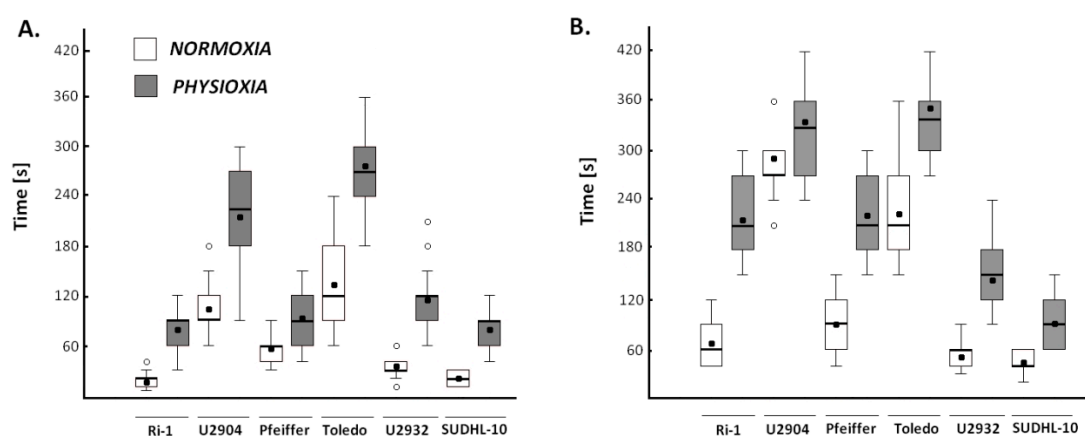 A.
NORMOXIA
PHYSIOXIA
Time [s]
420
360
300
240
180
120
60
Ri-1 U2904 Pfeiffer Toledo U2932 SUDHL-10
B.
Time [s]
420
360
300
240
180
120
60
Ri-1 U2904 Pfeiffer Toledo U2932 SUDHL-10